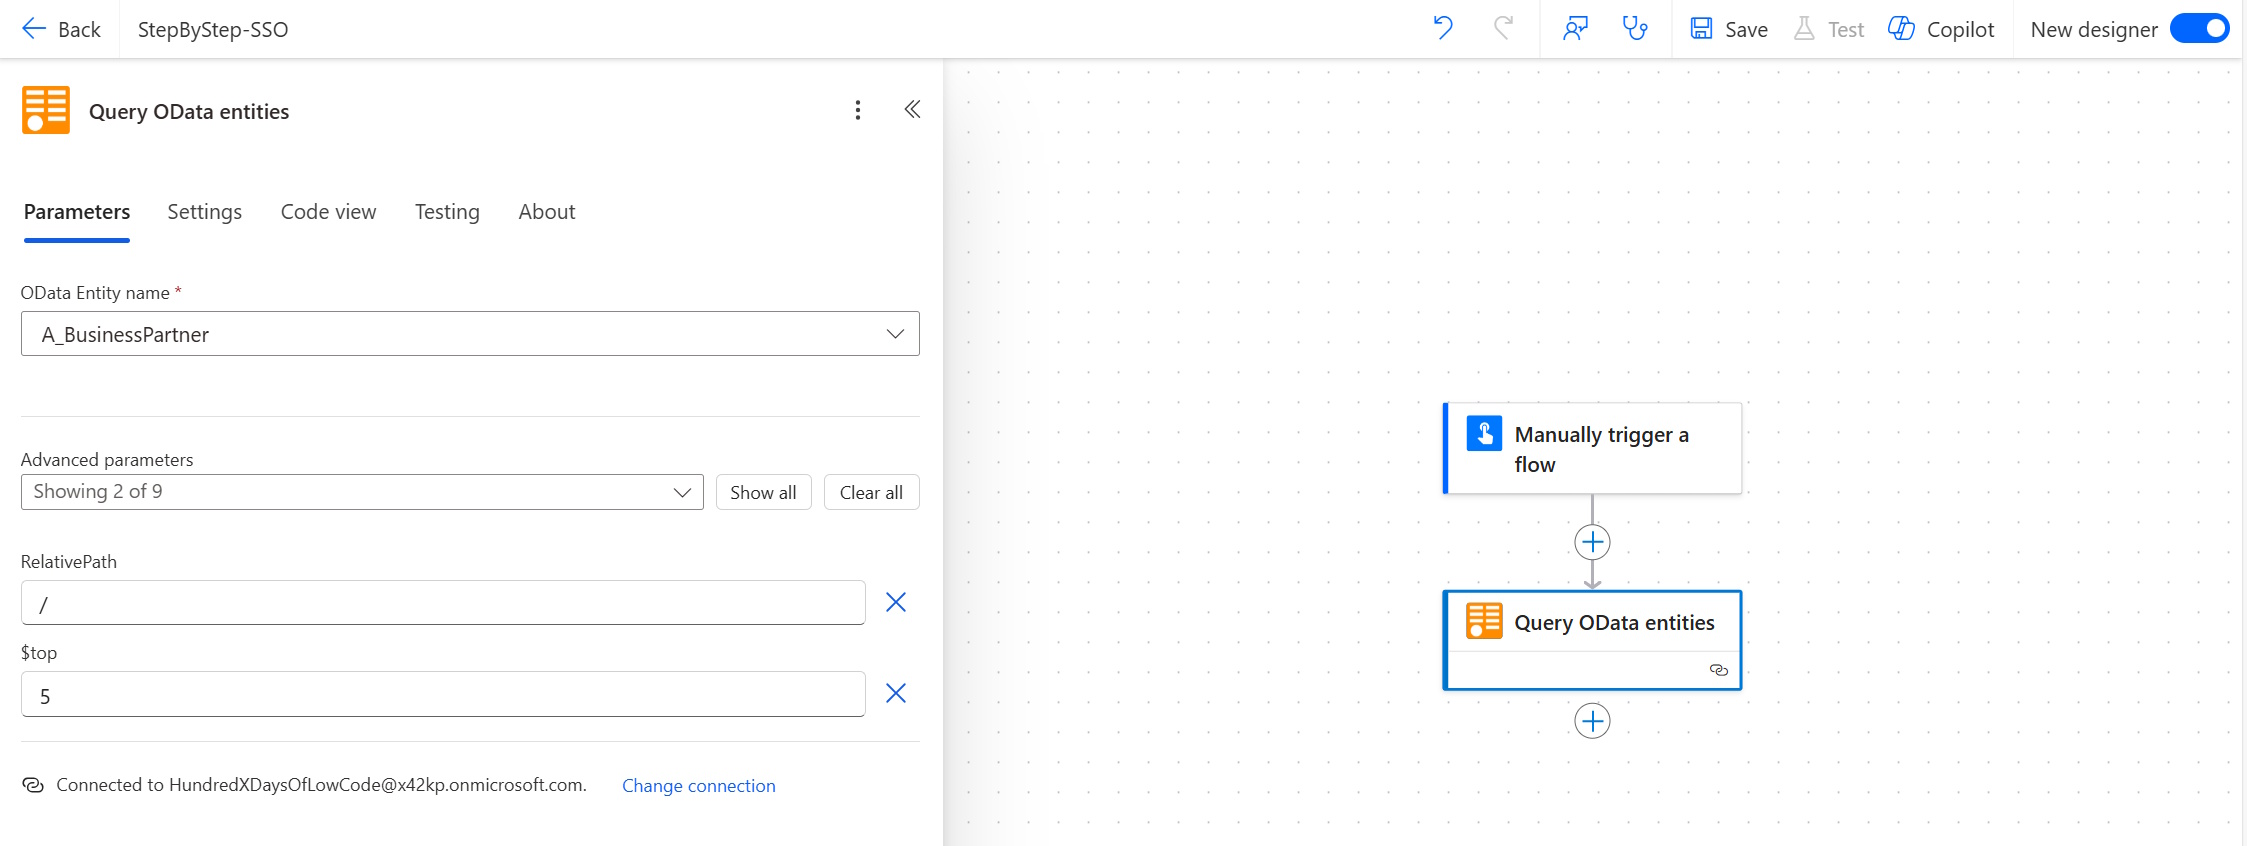 Back
StepByStep-SSO
Save
Test
Copilot
New designer
Query OData entities
Parameters
Settings
Code view
Testing
About
OData Entity name *
A_BusinessPartner
Advanced parameters
Showing 2 of 9
Show all
Clear all
RelativePath
/
$top
5
Connected to HundredXDaysOfLowCode@x42kp.onmicrosoft.com.
Change connection
Manually trigger a
flow
Query OData entities